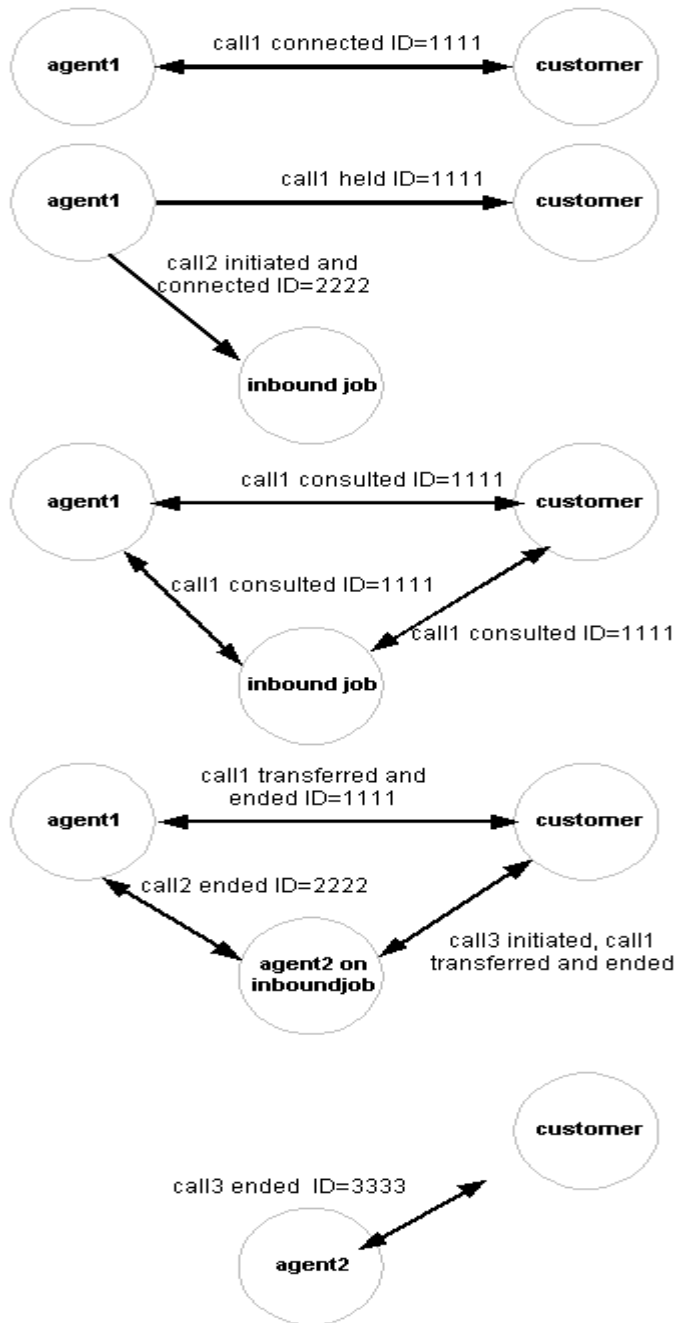 call1 connected ID=1111
agent1
customer
call1 held ID=1111
agent1
customer
call2 initiated and
connected ID=2222
inbound job
call1 consulted ID=1111
agent1
customer
call1 consulted ID=1111
call1 consulted ID=1111
inbound job
call1 transferred and
ended ID=1111
agent1
customer
call2 ended ID=2222
call3 initiated, call1
transferred and ended
agent2 on
inboundjob
customer
call3 ended  ID=3333
agent2